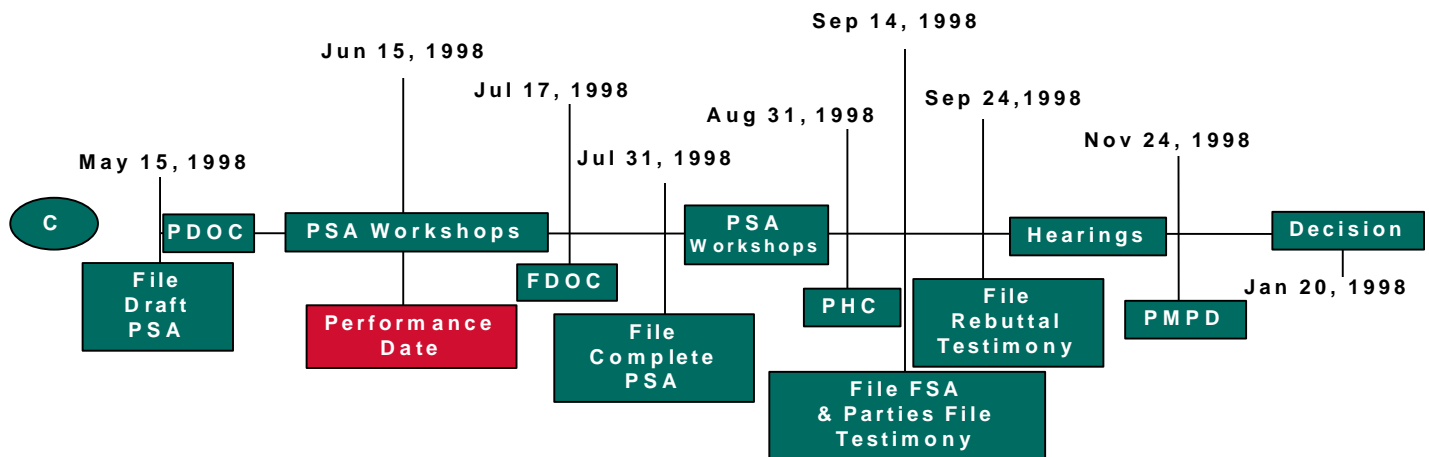 Sep 14, 1998
Jun 15, 1998
Jul 17, 1998
Sep 24,1998
Aug 31, 1998
Nov 24, 1998
May 15, 1998
Jul 31, 1998
C
PDOC
PSA Workshops
PSA
Workshops
Hearings
Decision
File
Draft
PSA
FDOC
Jan 20, 1998
PHC
File
Rebuttal
Testimony
PMPD
Performance
Date
File
Complete
PSA
File FSA
& Parties File
Testimony